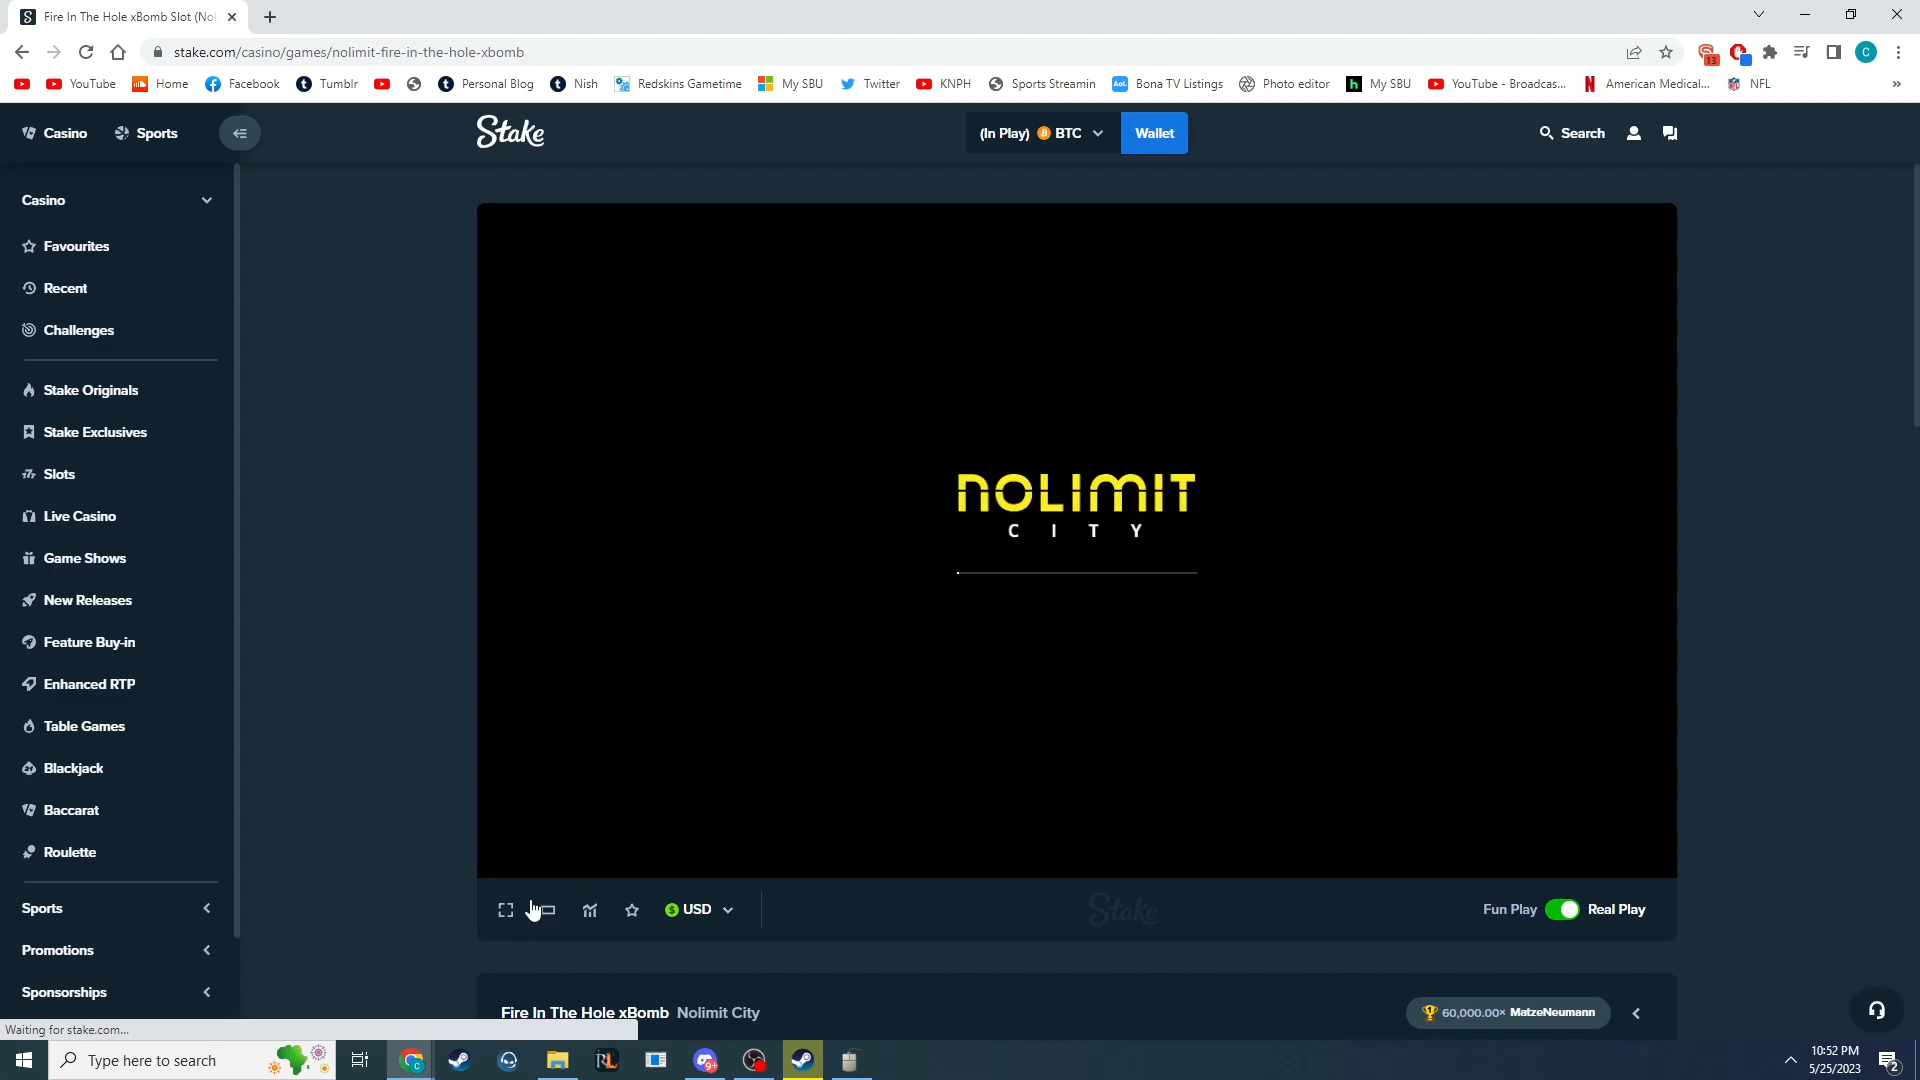 Fire In The Hole xBomb Slot (Nol
stake.com/casino/games/nolimit-fire-in-the-hole-xbomb
13
C
YouTube
Home
Facebook
Tumblr
Personal Blog
Nish
Redskins Gametime
My SBU
Twitter
KNPH
Sports Streamin
Bona TV Listings
Photo editor
My SBU
YouTube - Broadcas...
American Medical...
NFL
»
Casino
Sports
Stake
(In Play) BTC
Wallet
Search
Casino
Favourites
Recent
Challenges
Stake Originals
Stake Exclusives
Slots
Live Casino
Game Shows
New Releases
Feature Buy-in
Enhanced RTP
Table Games
Blackjack
Baccarat
Roulette
Sports
Promotions
Sponsorships
NOLIMIT
CITY
USD
Stake
Fun Play
Real Play
Fire In The Hole xBomb Nolimit City
60,000.00× MatzeNeumann
Waiting for stake.com...
Type here to search
9+
10:52 PM
5/25/2023
2